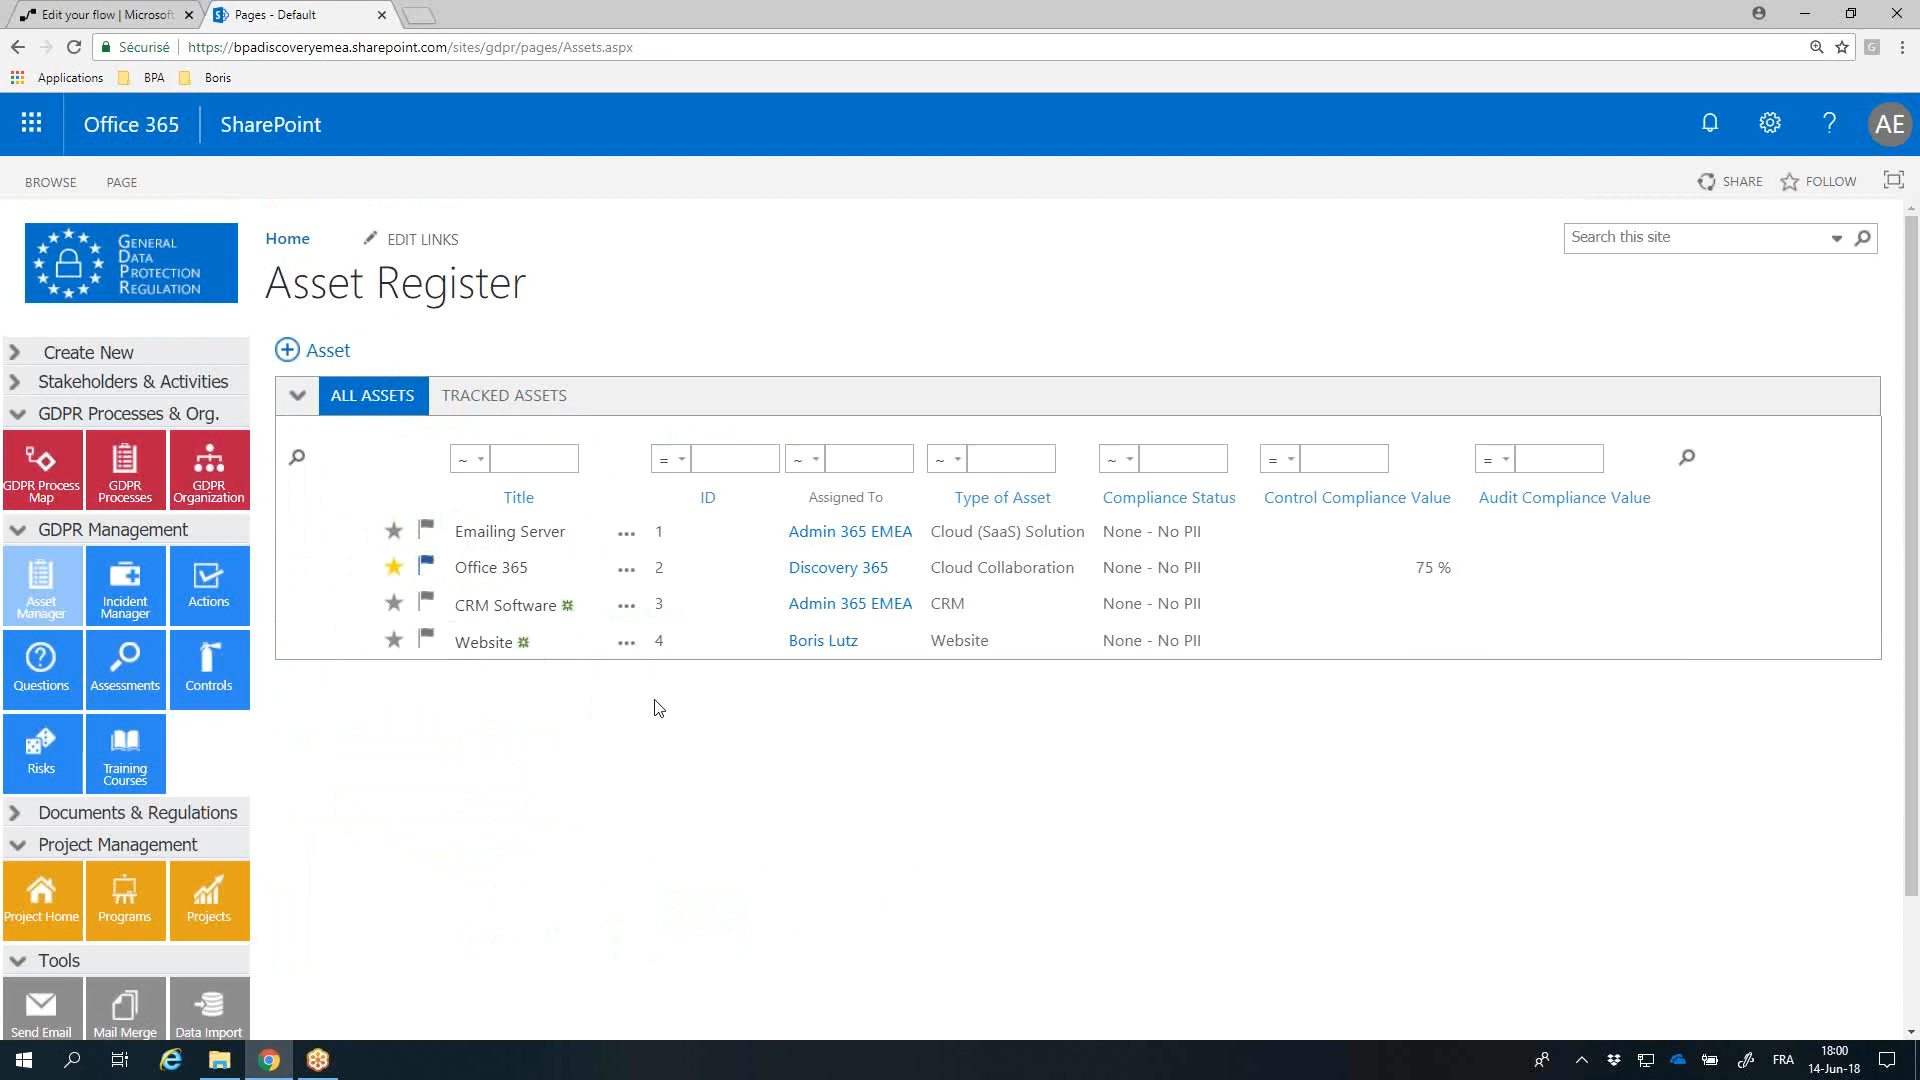 Edit your flow | Microsoft
Pages - Default
Sécurisé
https://bpadiscoveryemea.sharepoint.com/sites/gdpr/pages/Assets.aspx
Applications
BPA
Boris
Office 365
SharePoint
AE
BROWSE
PAGE
SHARE
FOLLOW
GENERAL
DATA
PROTECTION
REGULATION
Home
EDIT LINKS
Search this site
Asset Register
Create New
Stakeholders & Activities
GDPR Processes & Org.
GDPR Process
Map
GDPR
Processes
GDPR
Organization
GDPR Management
Asset
Manager
Incident
Manager
Actions
Questions
Assessments
Controls
Risks
Training
Courses
Documents & Regulations
Project Management
Project Home
Programs
Projects
Tools
Send Email
Mail Merge
Data Import
Asset
ALL ASSETS
TRACKED ASSETS
~ = ~ ~ ~ = =
Title ID Assigned To Type of Asset Compliance Status Control Compliance Value Audit Compliance Value
Emailing Server ... 1 Admin 365 EMEA Cloud (SaaS) Solution None - No PII
Office 365 ... 2 Discovery 365 Cloud Collaboration None - No PII 75 %
CRM Software ... 3 Admin 365 EMEA CRM None - No PII
Website ... 4 Boris Lutz Website None - No PII
FRA
18:00
14-Jun-18